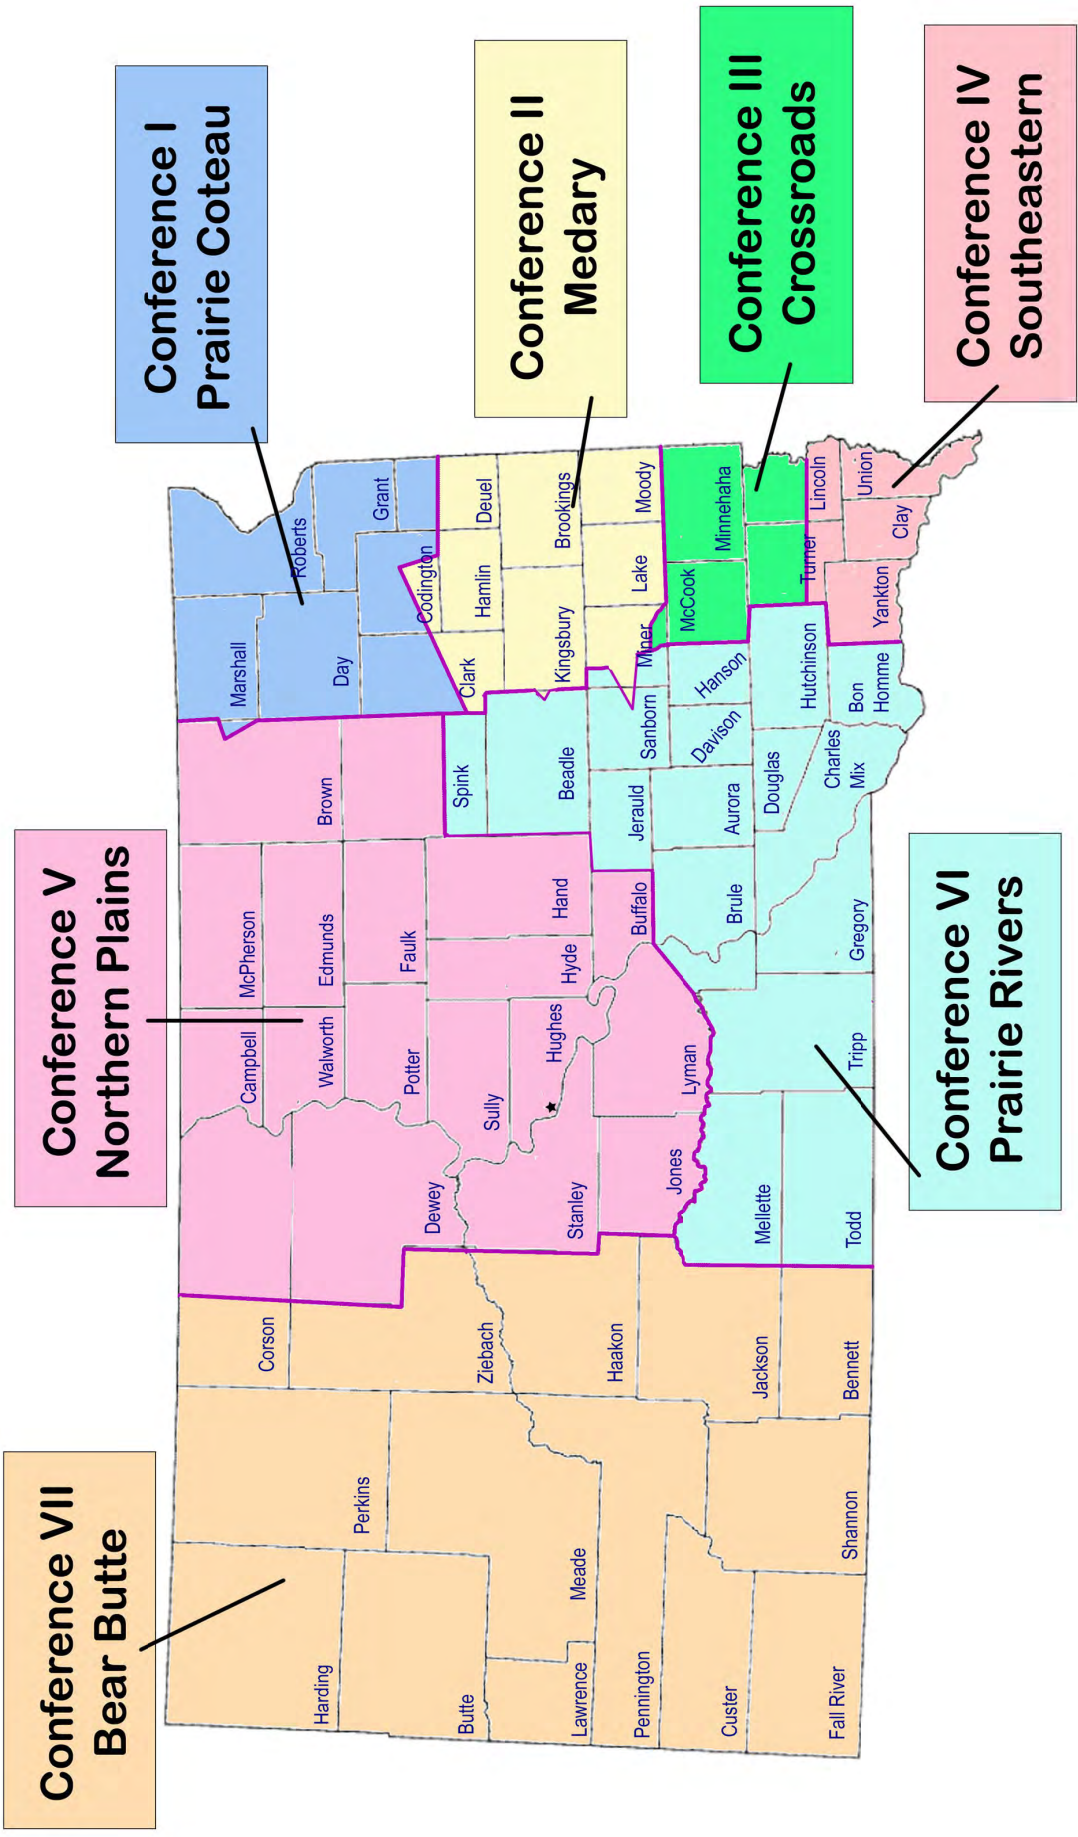 Conference VII
Bear Butte
Conference V
Northern Plains
Conference I
Prairie Coteau
Conference II
Medary
Conference III
Crossroads
Conference IV
Southeastern
Conference VI
Prairie Rivers
Harding
Perkins
Corson
Campbell
McPherson
Brown
Marshall
Roberts
Butte
Ziebach
Dewey
Walworth
Edmunds
Day
Grant
Potter
Faulk
Spink
Clark
Codington
Deuel
Hamlin
Lawrence
Meade
Haakon
Stanley
Sully
Hughes
Hyde
Hand
Beadle
Kingsbury
Brookings
Pennington
Jackson
Jones
Lyman
Buffalo
Jerauld
Sanborn
Miner
Lake
Moody
Custer
Mellette
Brule
Aurora
Davison
Hanson
McCook
Minnehaha
Fall River
Shannon
Bennett
Todd
Tripp
Gregory
Charles
Mix
Douglas
Hutchinson
Turner
Lincoln
Bon
Homme
Yankton
Clay
Union